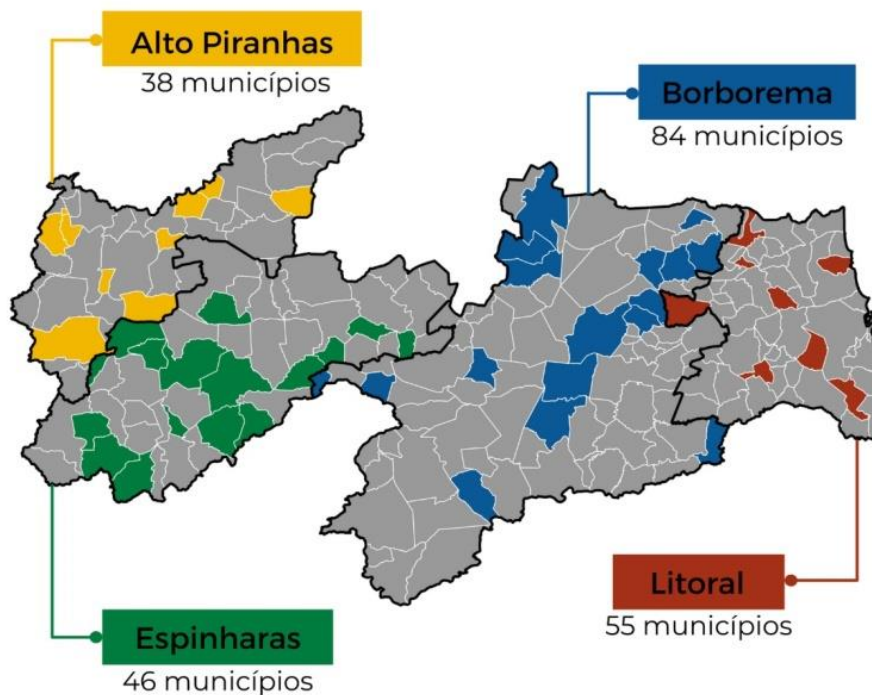 Alto Piranhas
38 municípios
Borborema
84 municípios
Litoral
55 municípios
Espinharas
46 municípios